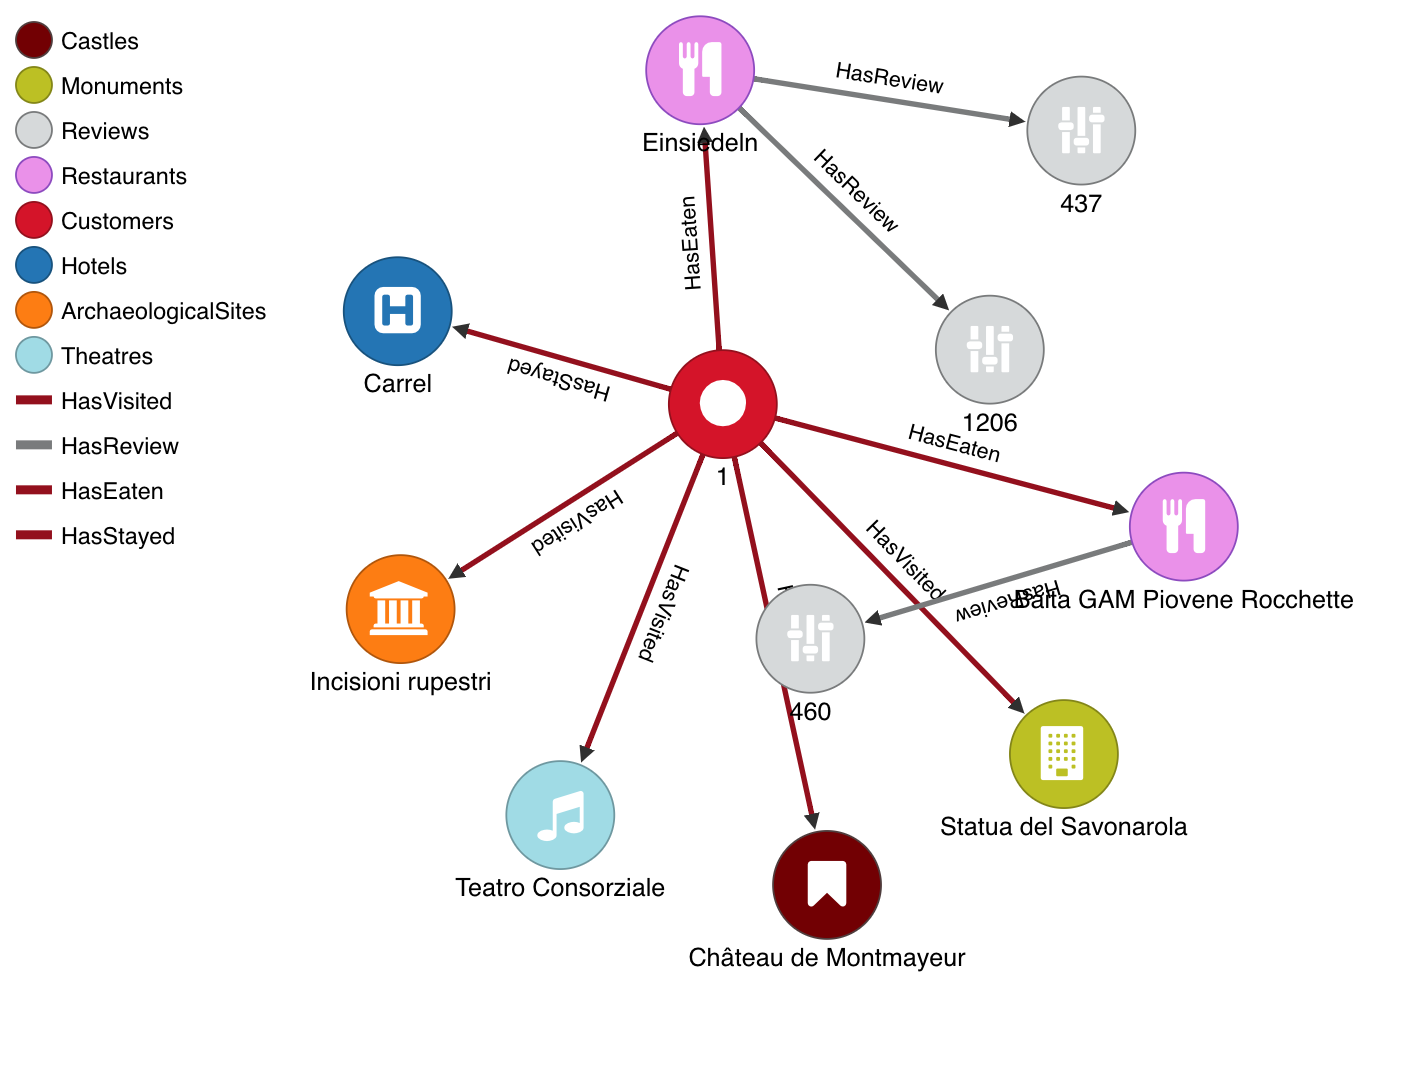 Castles
Monuments
Reviews
Restaurants
Customers
Hotels
ArchaeologicalSites
Theatres
HasVisited
HasReview
HasEaten
HasStayed
Einsiedeln
HasReview
437
HasReview
HasEaten
1206
Carrel
HasStayed
1
HasEaten
HasVisited
HasVisited
HasVisited
HasReview
Baita GAM Piovene Rocchette
Incisioni rupestri
460
Statua del Savonarola
Teatro Consorziale
Château de Montmayeur